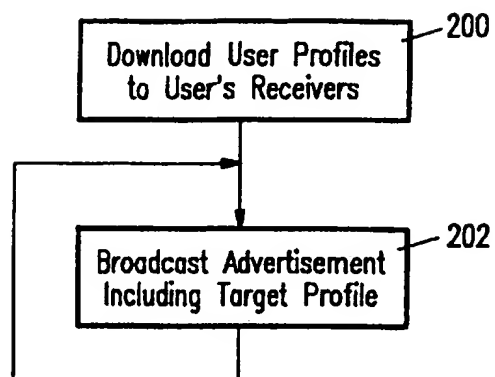 Download User Profiles
to User's Receivers
200
Broadcast Advertisement
Including Target Profile
202